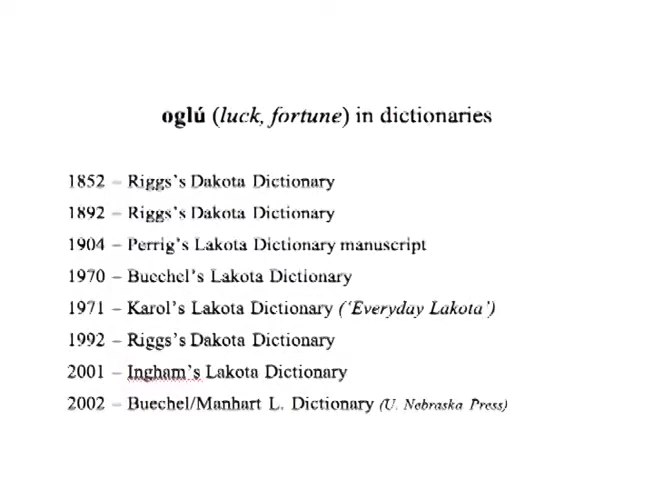 oglú (luck, fortune) in dictionaries
1852 – Riggs's Dakota Dictionary
1892 – Riggs's Dakota Dictionary
1904 – Perrig's Lakota Dictionary manuscript
1970 – Buechel's Lakota Dictionary
1971 – Karol's Lakota Dictionary ('Everyday Lakota')
1992 – Riggs's Dakota Dictionary
2001 – Ingham's Lakota Dictionary
2002 – Buechel/Manhart L. Dictionary (U. Nebraska Press)